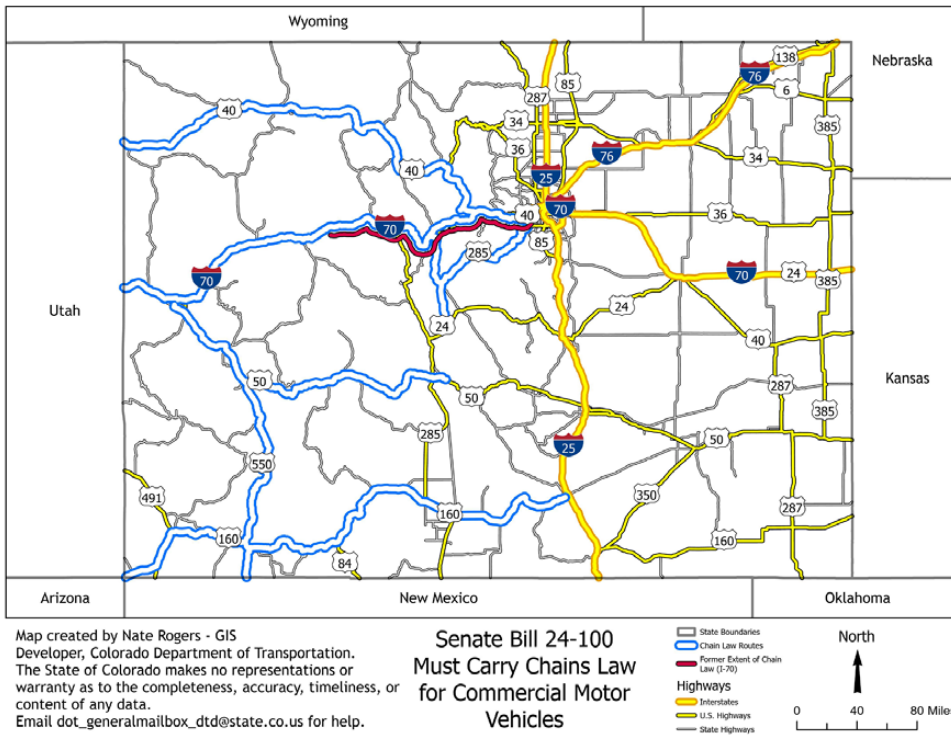 Wyoming
Nebraska
138
76
6
85
287
40
34
385
36
76
34
40
25
70
40
36
70
285
85
70
24
70
385
Utah
24
24
40
Kansas
50
287
50
385
285
50
25
550
491
350
160
287
160
160
84
Arizona
New Mexico
Oklahoma
Map created by Nate Rogers - GIS
Developer, Colorado Department of Transportation.
The State of Colorado makes no representations or
warranty as to the completeness, accuracy, timeliness, or
content of any data.
Email dot_generalmailbox_dtd@state.co.us for help.
Senate Bill 24-100
Must Carry Chains Law
for Commercial Motor
Vehicles
State Boundaries
Chain Law Routes
Former Extent of Chain
Law (I-70)
Highways
Interstates
U.S. Highways
State Highways
North
0 40 80 Miles